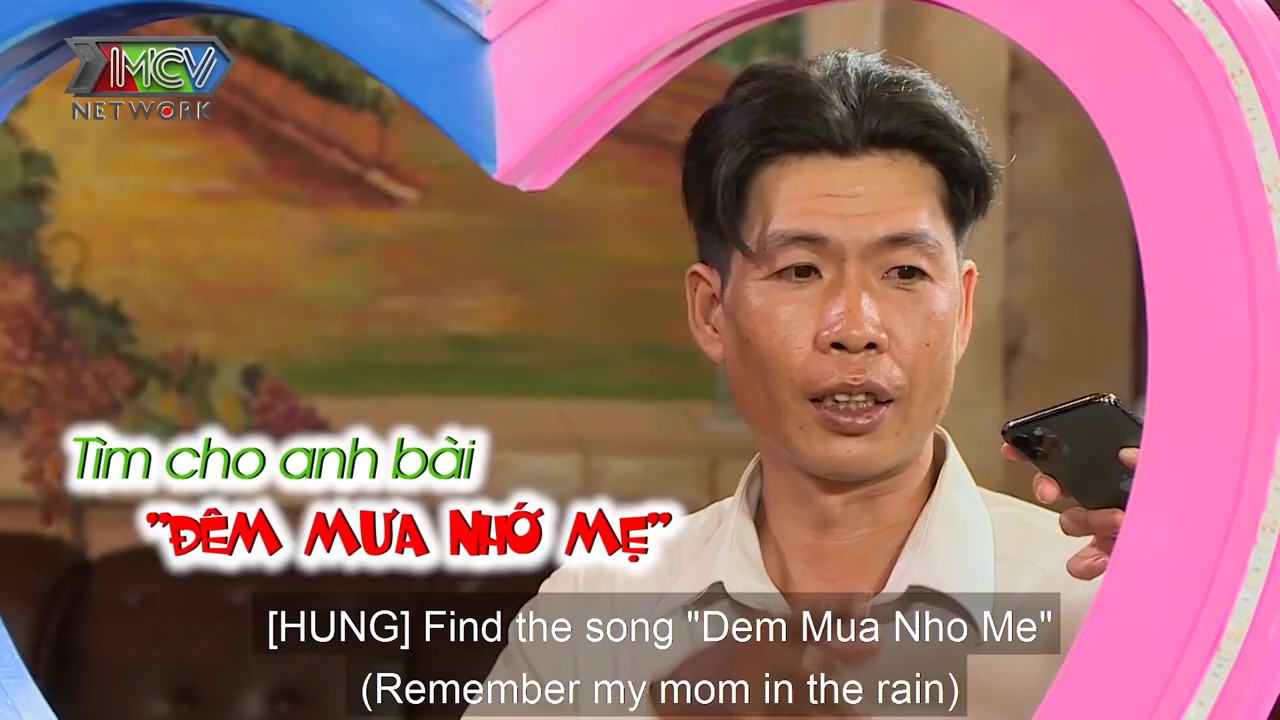 MCV
NETWORK
Tìm cho anh bài
"ĐÊM MƯA NHỚ MẸ"
[HUNG] Find the song "Dem Mua Nho Me"
(Remember my mom in the rain)